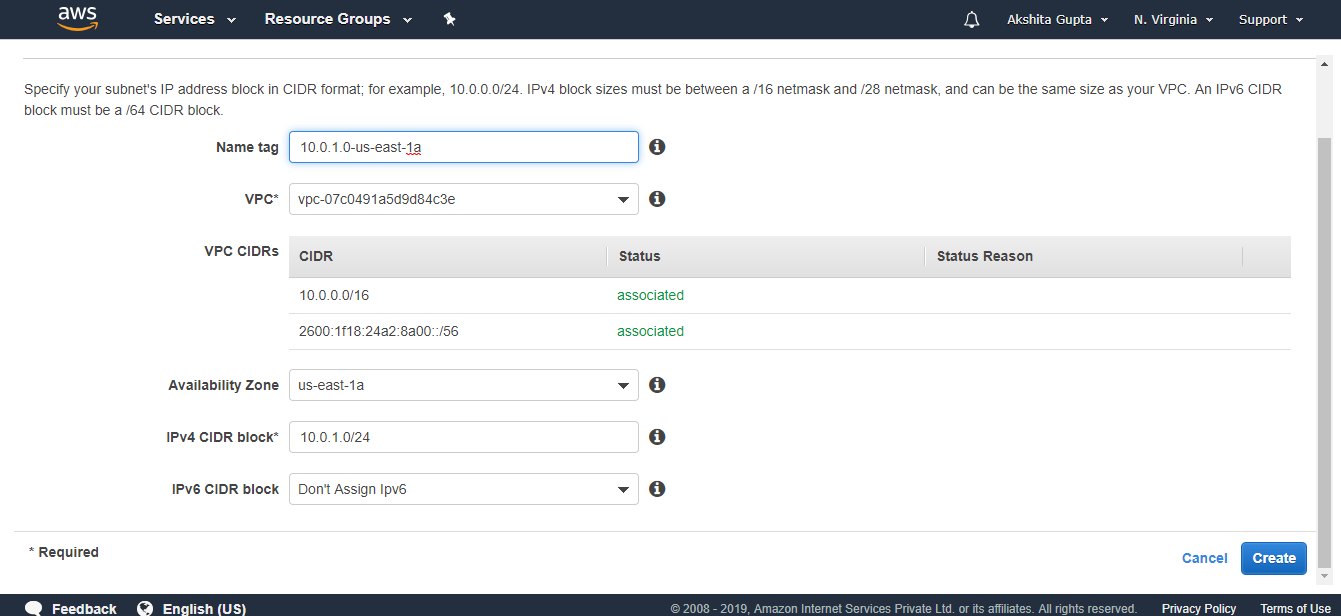 aws Services Resource Groups Akshita Gupta N. Virginia Support
Specify your subnet's IP address block in CIDR format; for example, 10.0.0.0/24. IPv4 block sizes must be between a /16 netmask and /28 netmask, and can be the same size as your VPC. An IPv6 CIDR
block must be a /64 CIDR block.
Name tag 10.0.1.0-us-east-1a
VPC* vpc-07c0491a5d9d84c3e
VPC CIDRs CIDR Status Status Reason
10.0.0.0/16 associated
2600:1f18:24a2:8a00::/56 associated
Availability Zone us-east-1a
IPv4 CIDR block* 10.0.1.0/24
IPv6 CIDR block Don't Assign Ipv6
* Required
Cancel Create
Feedback English (US) © 2008 - 2019, Amazon Internet Services Private Ltd. or its affiliates. All rights reserved. Privacy Policy Terms of Use